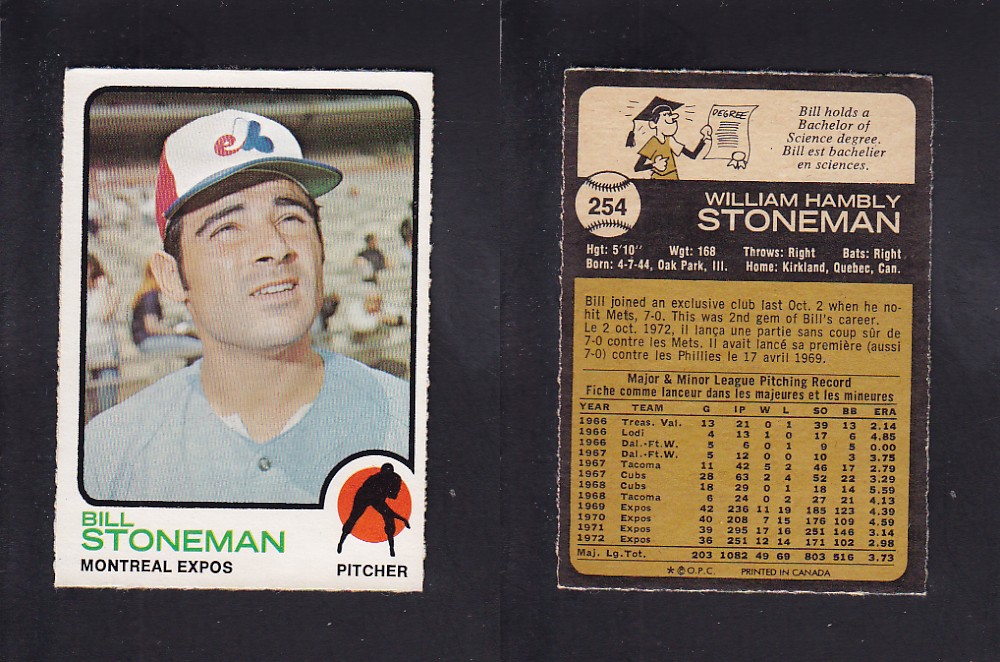 BILL
STONEMAN
MONTREAL EXPOS
PITCHER
DEGREE
Bill holds a
Bachelor of
Science degree.
Bill est bachelier
en sciences.
254
WILLIAM HAMBLY
STONEMAN
Hgt: 5'10" Wgt: 168 Throws: Right Bats: Right
Born: 4-7-44, Oak Park, Ill. Home: Kirkland, Quebec, Can.
Bill joined an exclusive club last Oct. 2 when he no-
hit Mets, 7-0. This was 2nd gem of Bill's career.
Le 2 oct. 1972, il lança une partie sans coup sûr de
7-0 contre les Mets. Il avait lancé sa première (aussi
7-0) contre les Phillies le 17 avril 1969.
Major & Minor League Pitching Record
Fiche comme lanceur dans les majeures et les mineures
YEAR TEAM G IP W L SO BB ERA
1966 Treas. Val. 13 21 0 1 39 13 2.14
1966 Lodi 4 13 1 0 17 6 4.85
1966 Dal.-Ft.W. 5 6 0 1 9 5 0.00
1967 Dal.-Ft.W. 5 12 0 0 10 3 3.75
1967 Tacoma 11 42 5 2 46 17 2.79
1967 Cubs 28 63 2 4 52 22 3.29
1968 Cubs 18 29 0 1 18 14 5.59
1968 Tacoma 6 24 0 2 27 21 4.13
1969 Expos 42 236 11 19 185 123 4.39
1970 Expos 40 208 7 15 176 109 4.59
1971 Expos 39 295 17 16 251 146 3.14
1972 Expos 36 251 12 14 171 102 2.98
Maj. Lg.Tot. 203 1082 49 69 803 516 3.73
* © O.P.C. PRINTED IN CANADA